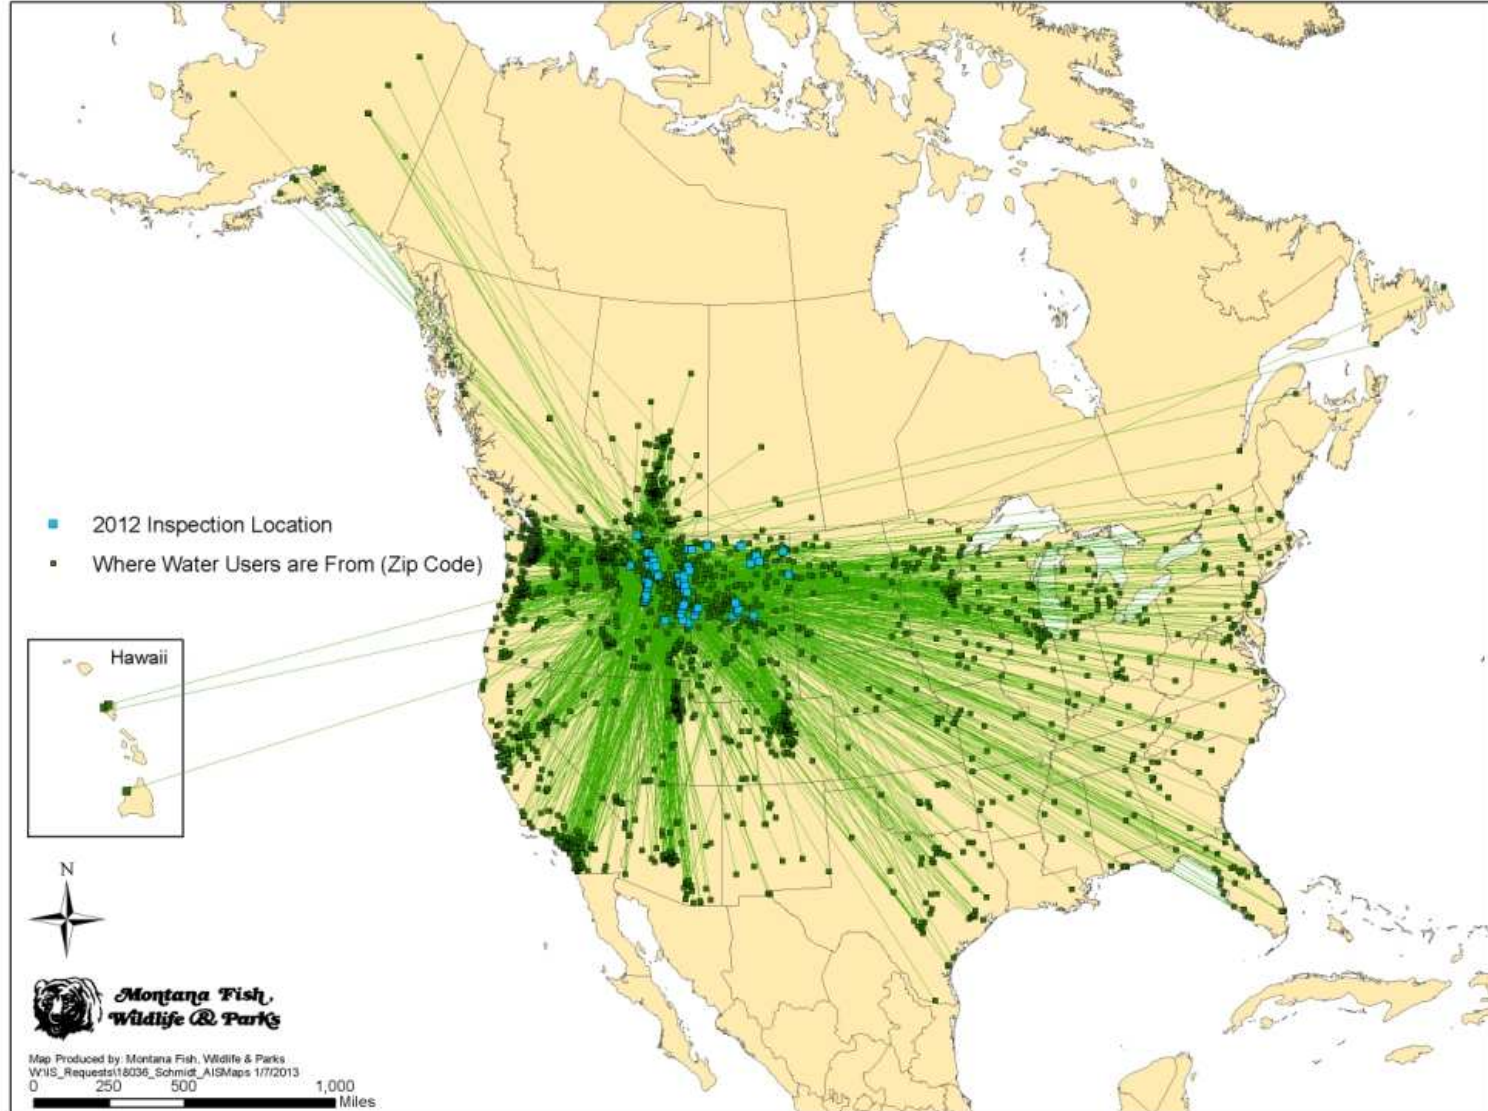 2012 Inspection Location
Where Water Users are From (Zip Code)
Hawaii
N
Montana Fish,
Wildlife & Parks
Map Produced by: Montana Fish, Wildlife & Parks
W:\IS_Requests\18036_Schmidt_AISMaps 1/7/2013
0 250 500 1,000
Miles